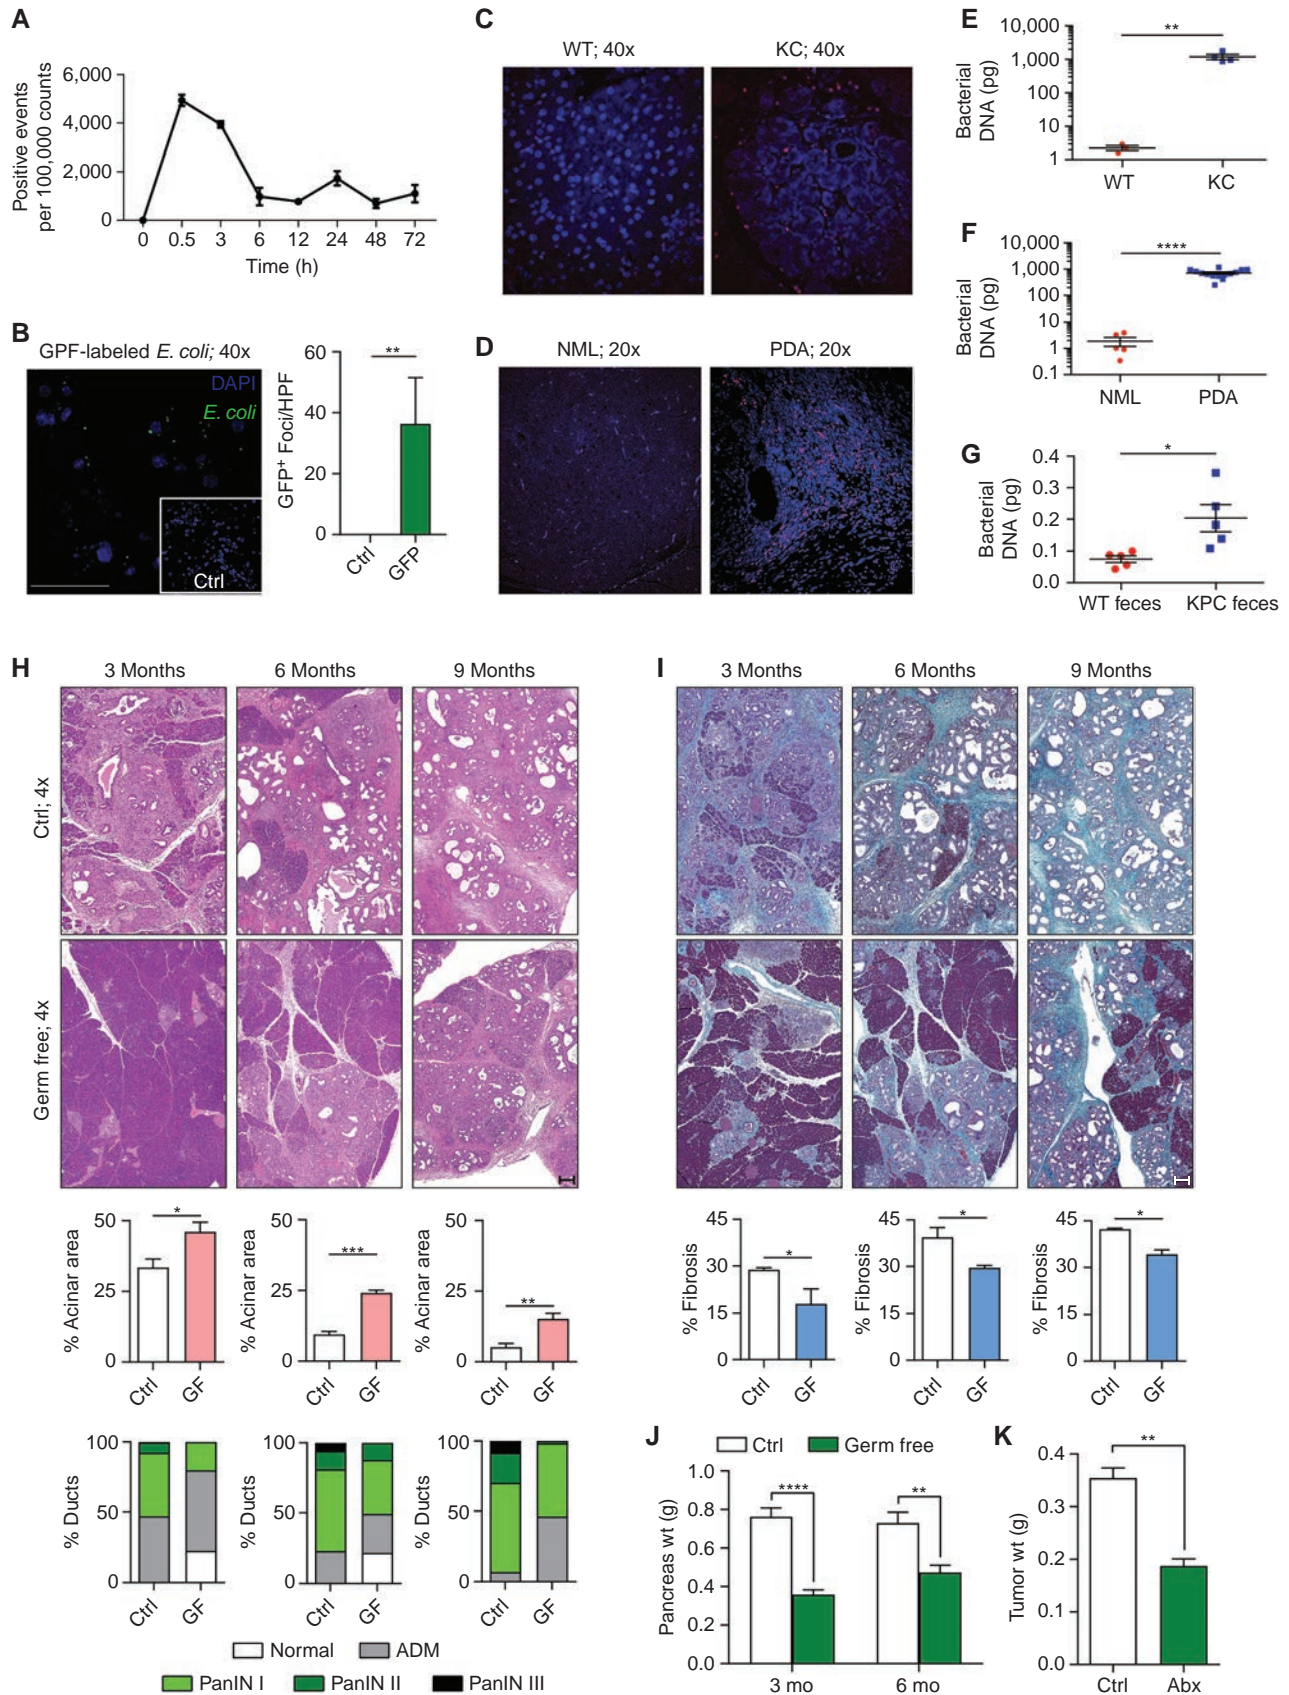 A
Positive events
per 100,000 counts
6,000
4,000
2,000
0
0 0.5 3 6 12 24 48 72
Time (h)
B
GPF-labeled E. coli; 40x
DAPI
E. coli
Ctrl
GFP+ Foci/HPF
60
40
20
0
**
Ctrl GFP
C
WT; 40x KC; 40x
D
NML; 20x PDA; 20x
E
Bacterial
DNA (pg)
10,000
1,000
100
10
1
**
WT KC
F
Bacterial
DNA (pg)
10,000
1,000
100
10
1
0.1
****
NML PDA
G
Bacterial
DNA (pg)
0.4
0.3
0.2
0.1
0.0
*
WT feces KPC feces
H
3 Months 6 Months 9 Months
Ctrl; 4x
Germ free; 4x
% Acinar area
50
25
0
*
Ctrl GF
% Acinar area
50
25
0
***
Ctrl GF
% Acinar area
50
25
0
**
Ctrl GF
% Ducts
100
50
0
Ctrl GF
% Ducts
100
50
0
Ctrl GF
% Ducts
100
50
0
Ctrl GF
Normal ADM
PanIN I PanIN II PanIN III
I
3 Months 6 Months 9 Months
% Fibrosis
45
30
15
0
*
Ctrl GF
% Fibrosis
45
30
15
0
*
Ctrl GF
% Fibrosis
45
30
15
0
*
Ctrl GF
J
Ctrl Germ free
Pancreas wt (g)
1.0
0.8
0.6
0.4
0.2
0.0
**** **
3 mo 6 mo
K
Tumor wt (g)
0.4
0.3
0.2
0.1
0.0
**
Ctrl Abx